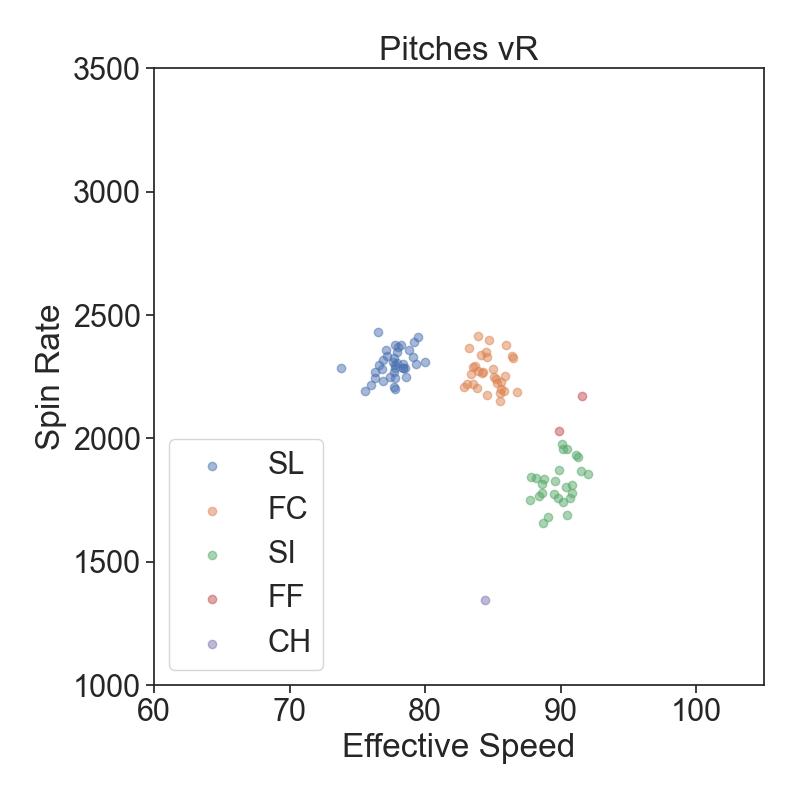 Pitches vR
3500
3000
2500
2000
1500
1000
Spin Rate
SL
FC
SI
FF
CH
60 70 80 90 100
Effective Speed